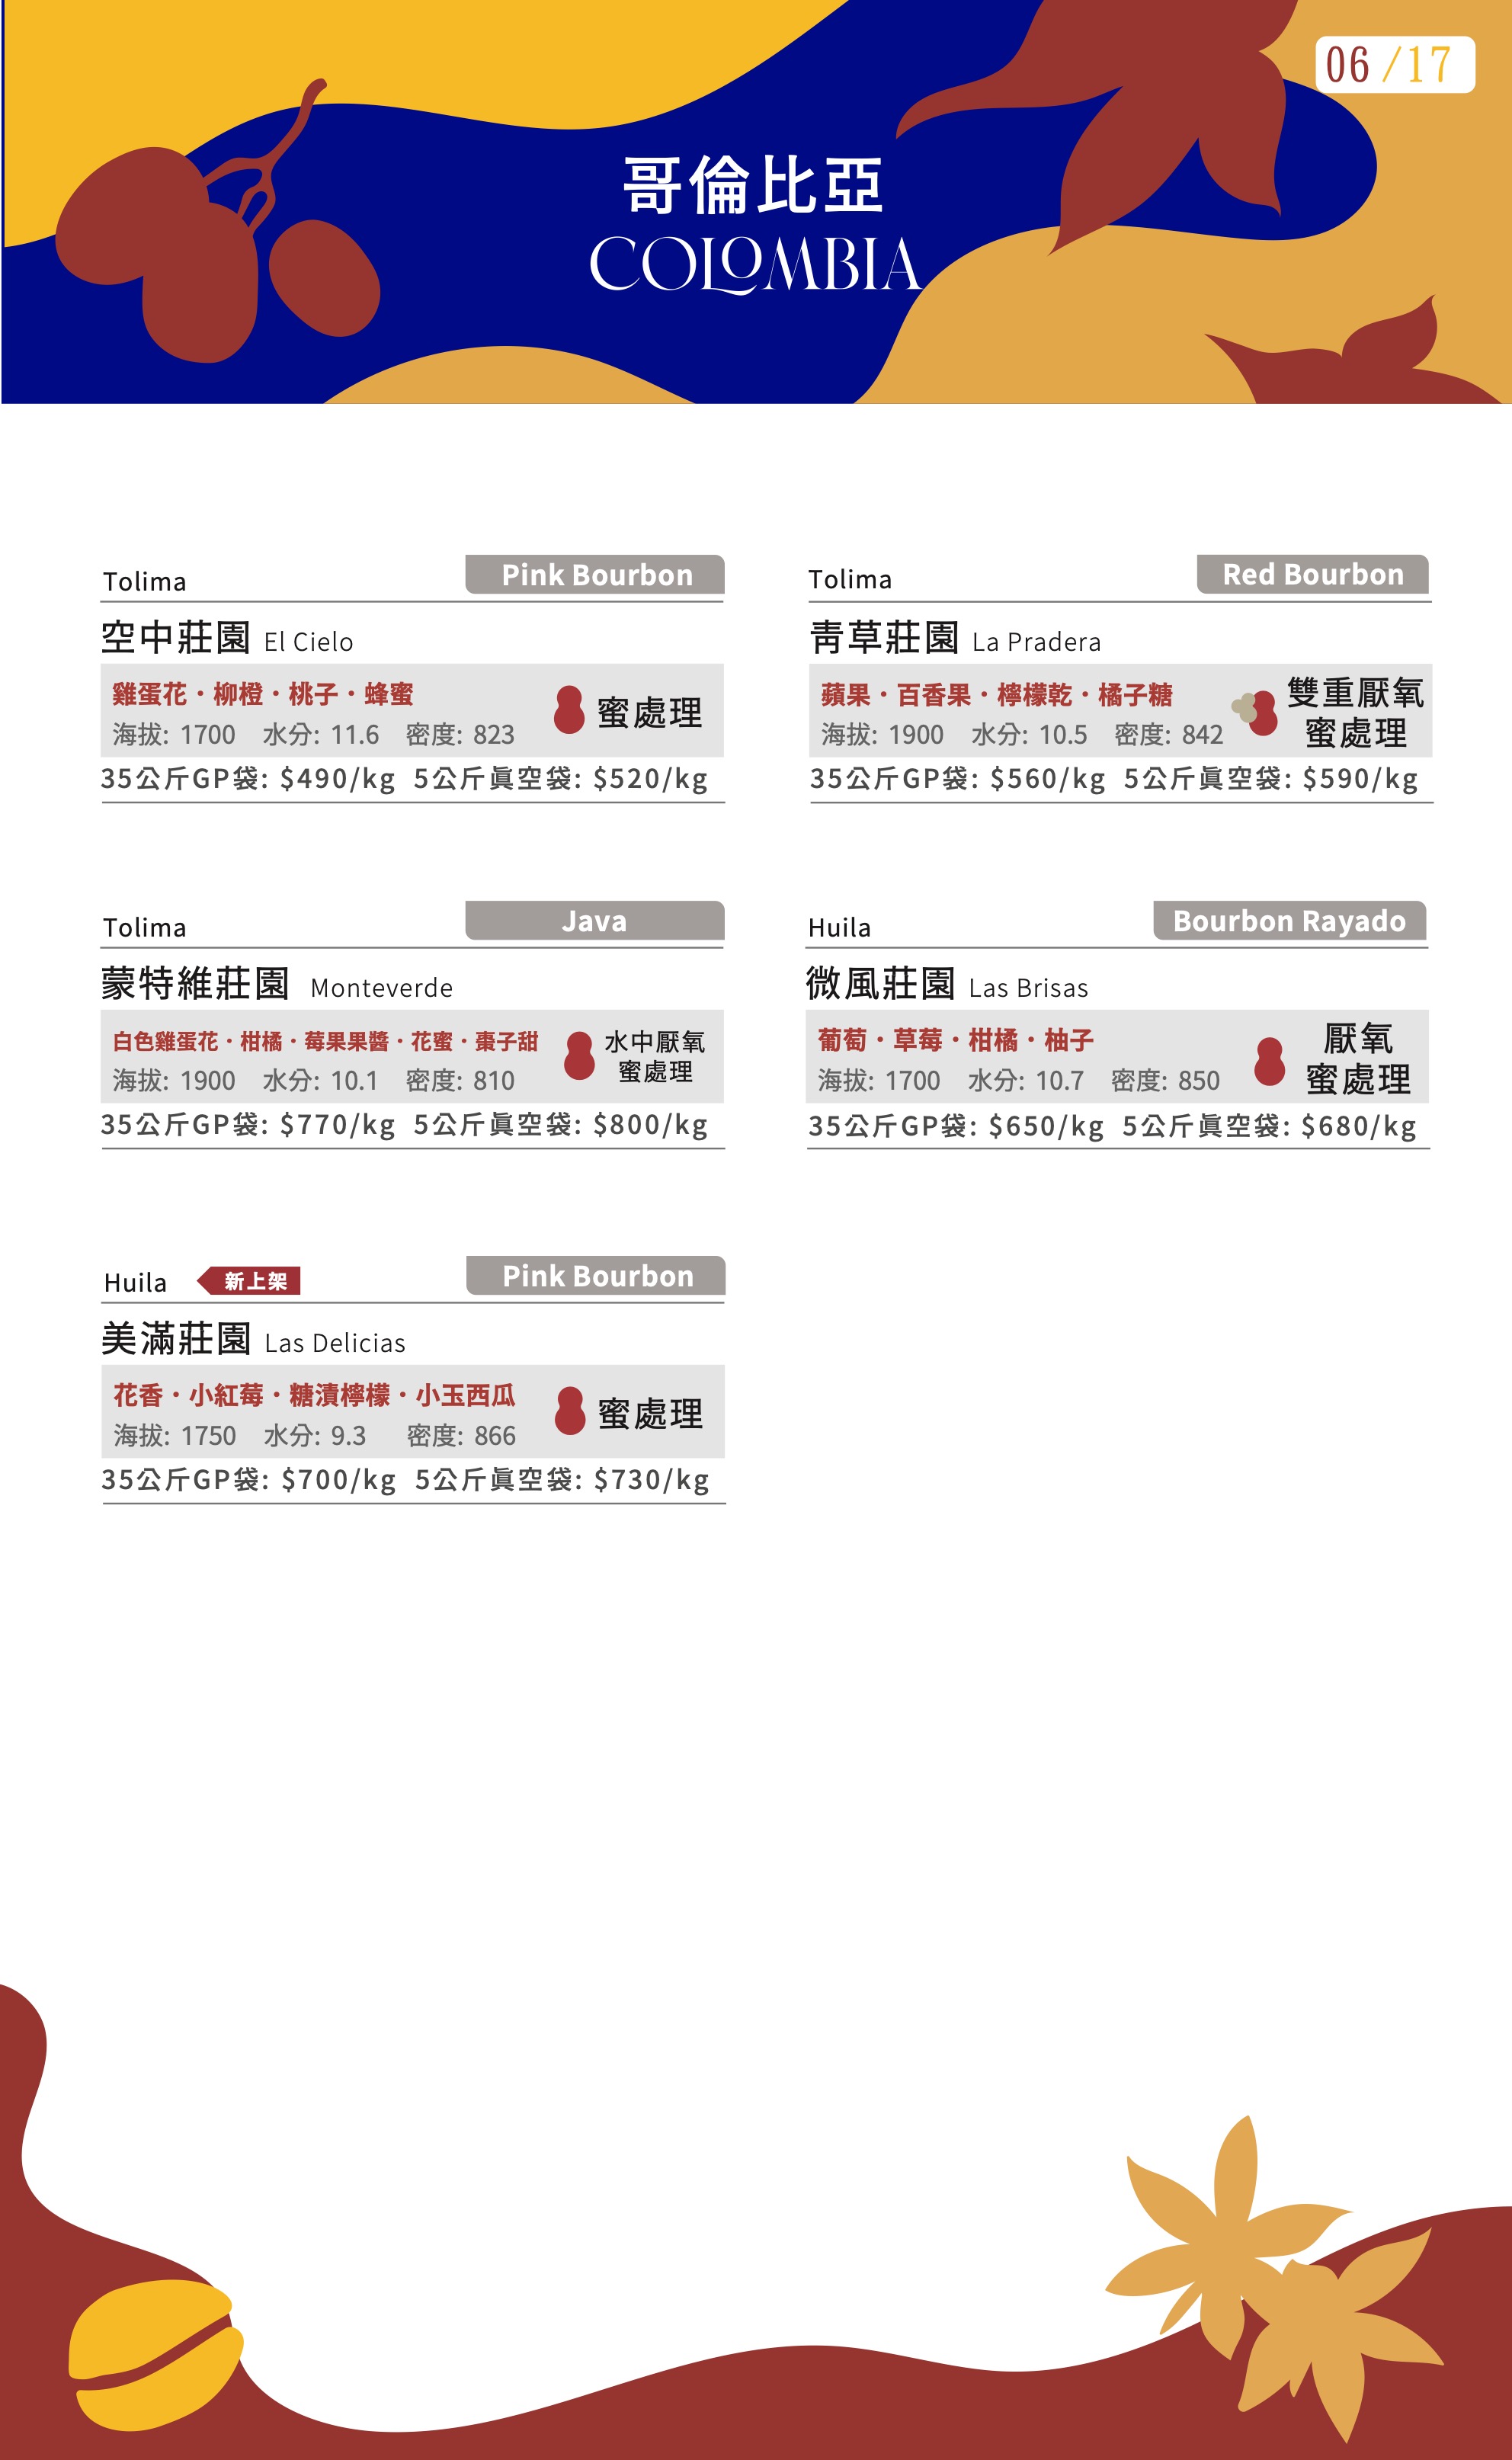 06/17
哥倫比亞
COLOMBIA
Tolima
Pink Bourbon
空中莊園 El Cielo
雞蛋花·柳橙·桃子·蜂蜜
海拔: 1700 水分: 11.6 密度: 823
蜜處理
35公斤GP袋: $490/kg 5公斤真空袋: $520/kg
Tolima
Red Bourbon
青草莊園 La Pradera
蘋果·百香果·檸檬乾·橘子糖
海拔: 1900 水分: 10.5 密度: 842
雙重厭氧
蜜處理
35公斤GP袋: $560/kg 5公斤真空袋: $590/kg
Tolima
Java
蒙特維莊園 Monteverde
白色雞蛋花·柑橘·莓果果醬·花蜜·棗子甜
海拔: 1900 水分: 10.1 密度: 810
水中厭氧
蜜處理
35公斤GP袋: $770/kg 5公斤真空袋: $800/kg
Huila
Bourbon Rayado
微風莊園 Las Brisas
葡萄·草莓·柑橘·柚子
海拔: 1700 水分: 10.7 密度: 850
厭氧
蜜處理
35公斤GP袋: $650/kg 5公斤真空袋: $680/kg
Huila
新上架
Pink Bourbon
美滿莊園 Las Delicias
花香·小紅莓·糖漬檸檬·小玉西瓜
海拔: 1750 水分: 9.3 密度: 866
蜜處理
35公斤GP袋: $700/kg 5公斤真空袋: $730/kg